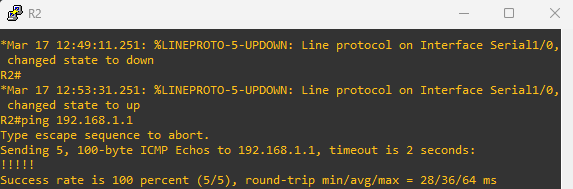 R2
*Mar 17 12:49:11.251: %LINEPROTO-5-UPDOWN: Line protocol on Interface Serial1/0,
 changed state to down
R2#
*Mar 17 12:53:31.251: %LINEPROTO-5-UPDOWN: Line protocol on Interface Serial1/0,
 changed state to up
R2#ping 192.168.1.1
Type escape sequence to abort.
Sending 5, 100-byte ICMP Echos to 192.168.1.1, timeout is 2 seconds:
!!!!!
Success rate is 100 percent (5/5), round-trip min/avg/max = 28/36/64 ms